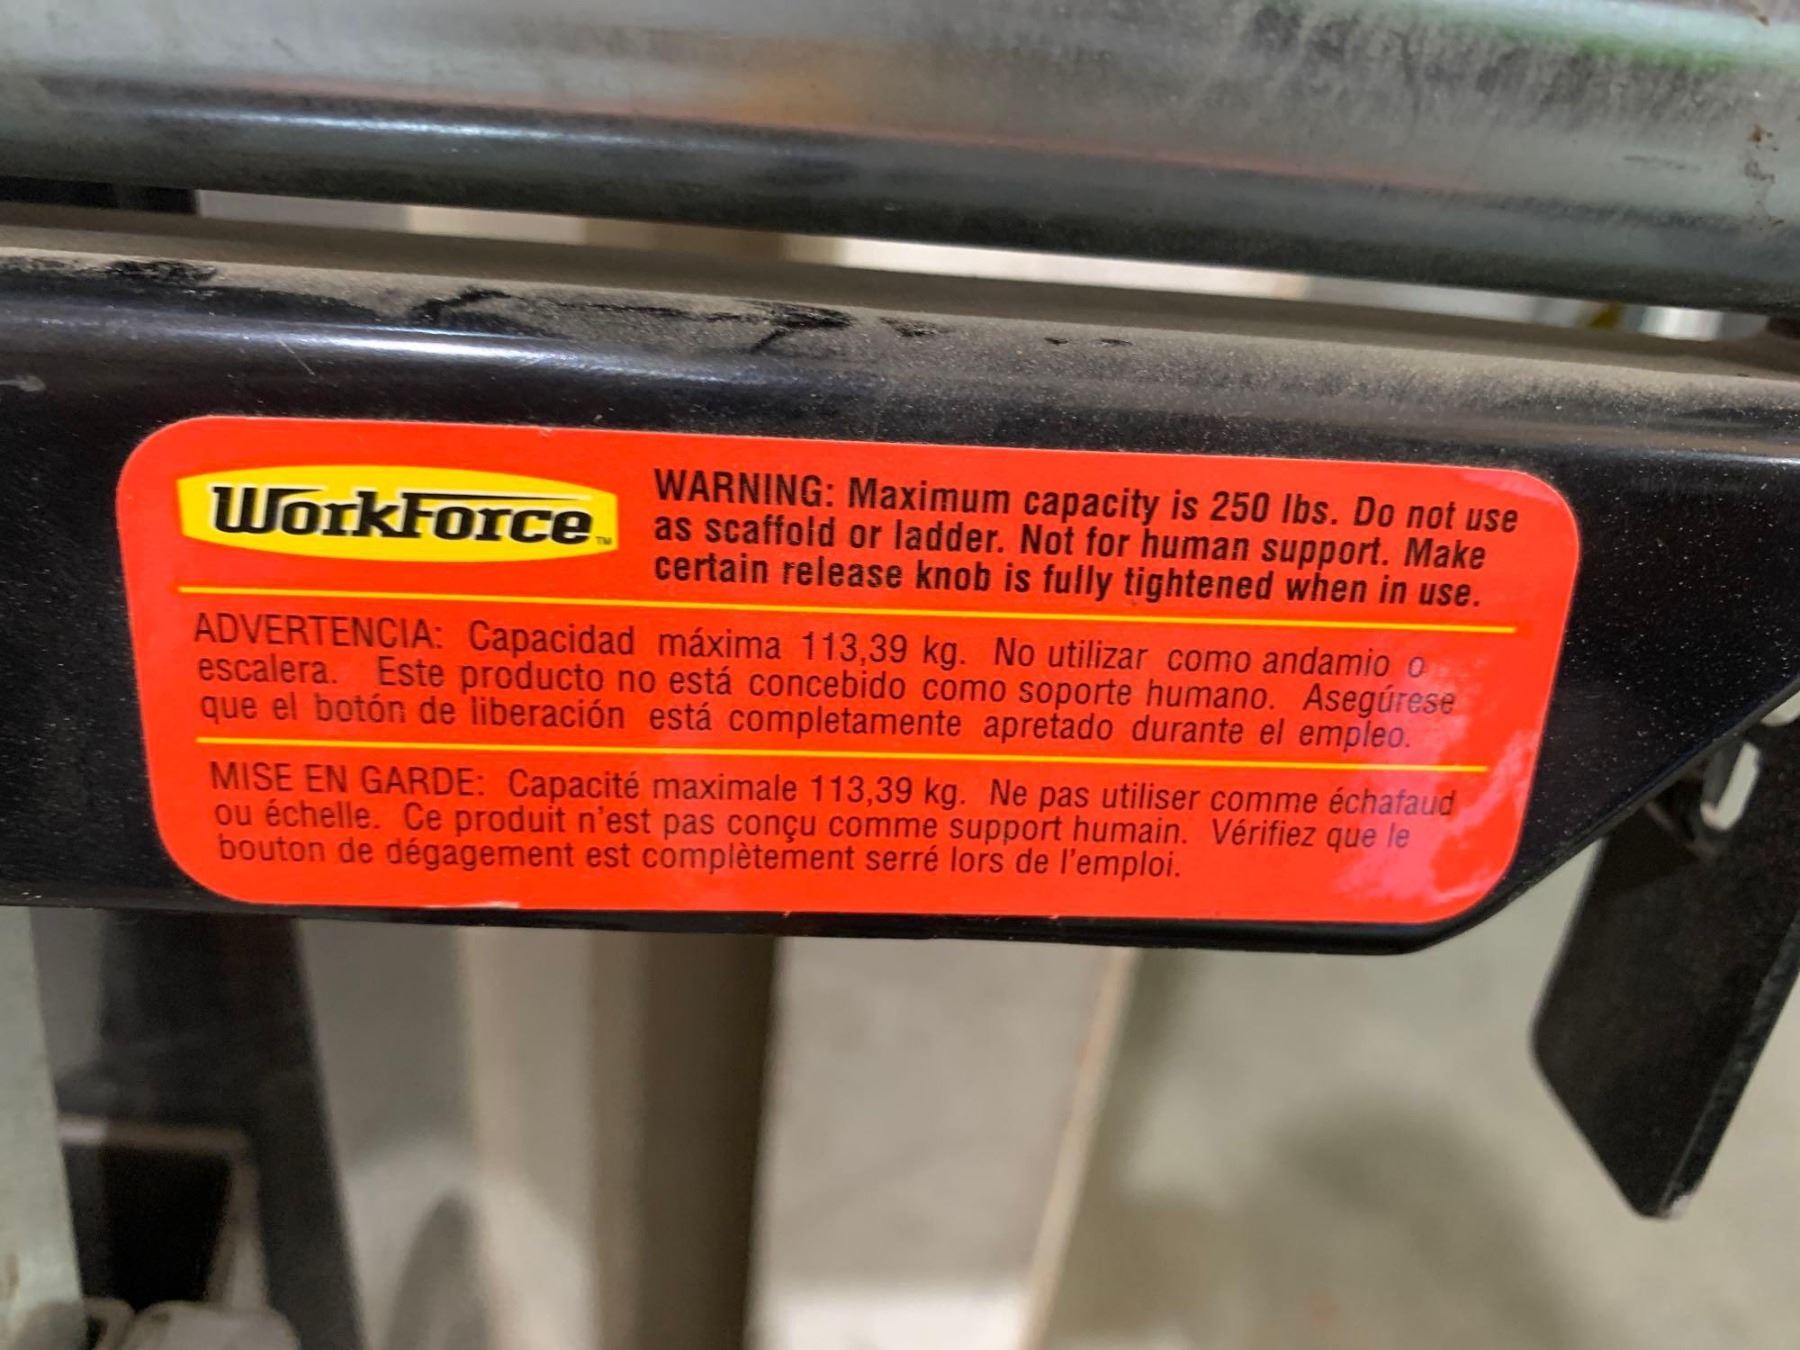 WorkForce™
WARNING: Maximum capacity is 250 lbs. Do not use
as scaffold or ladder. Not for human support. Make
certain release knob is fully tightened when in use.
ADVERTENCIA: Capacidad máxima 113,39 kg. No utilizar como andamio o
escalera. Este producto no está concebido como soporte humano. Asegúrese
que el botón de liberación está completamente apretado durante el empleo.
MISE EN GARDE: Capacité maximale 113,39 kg. Ne pas utiliser comme échafaud
ou échelle. Ce produit n'est pas conçu comme support humain. Vérifiez que le
bouton de dégagement est complètement serré lors de l'emploi.